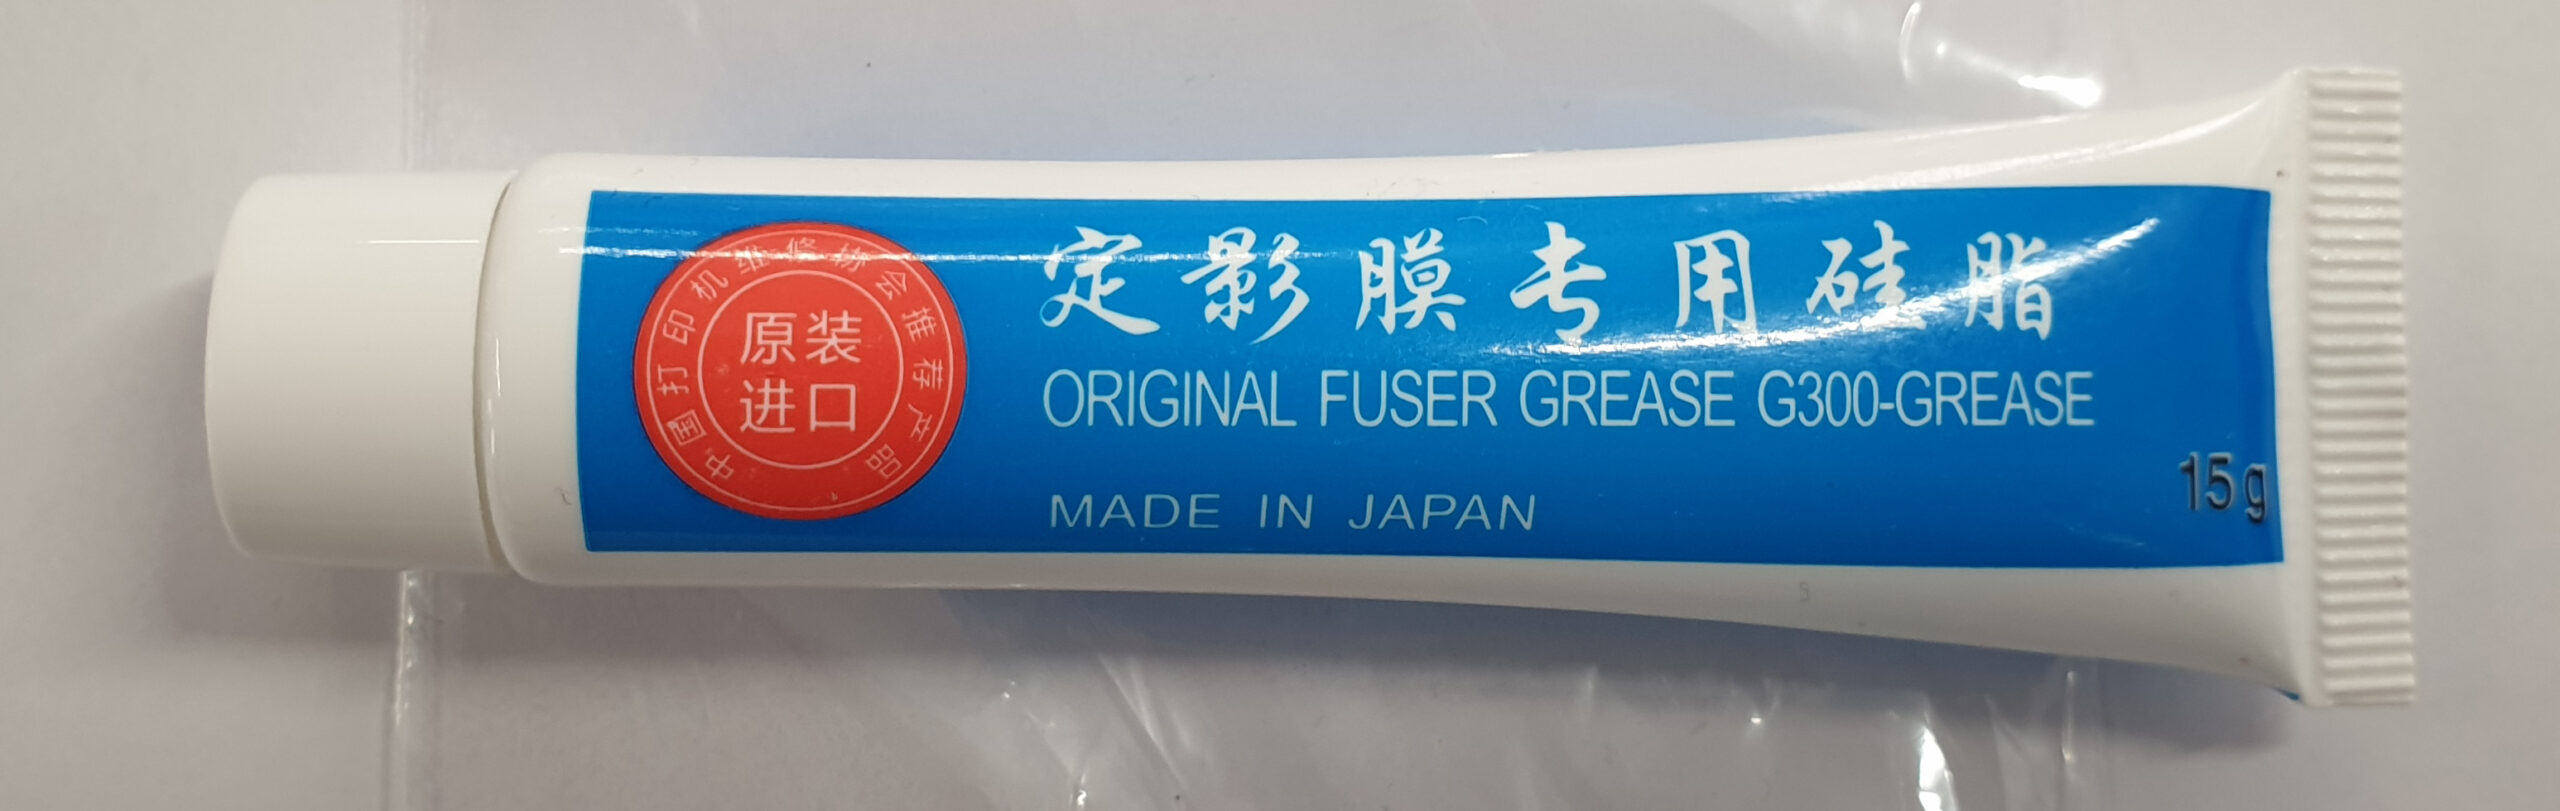 中国打印机维修协会推荐产品
原装
进口
定影膜专用硅脂
ORIGINAL FUSER GREASE G300-GREASE
MADE IN JAPAN
15g